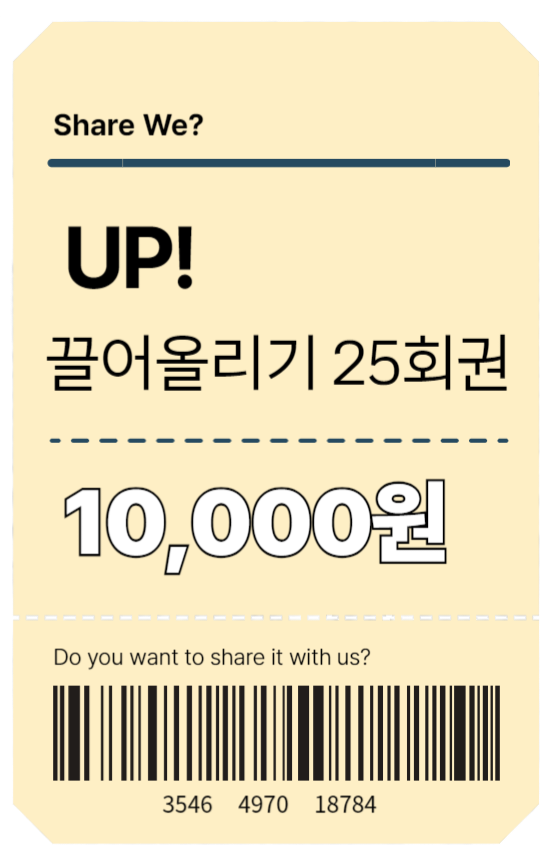 Share We?
UP!
끌어올리기 25회권
10,000원
Do you want to share it with us?
3546 4970 18784